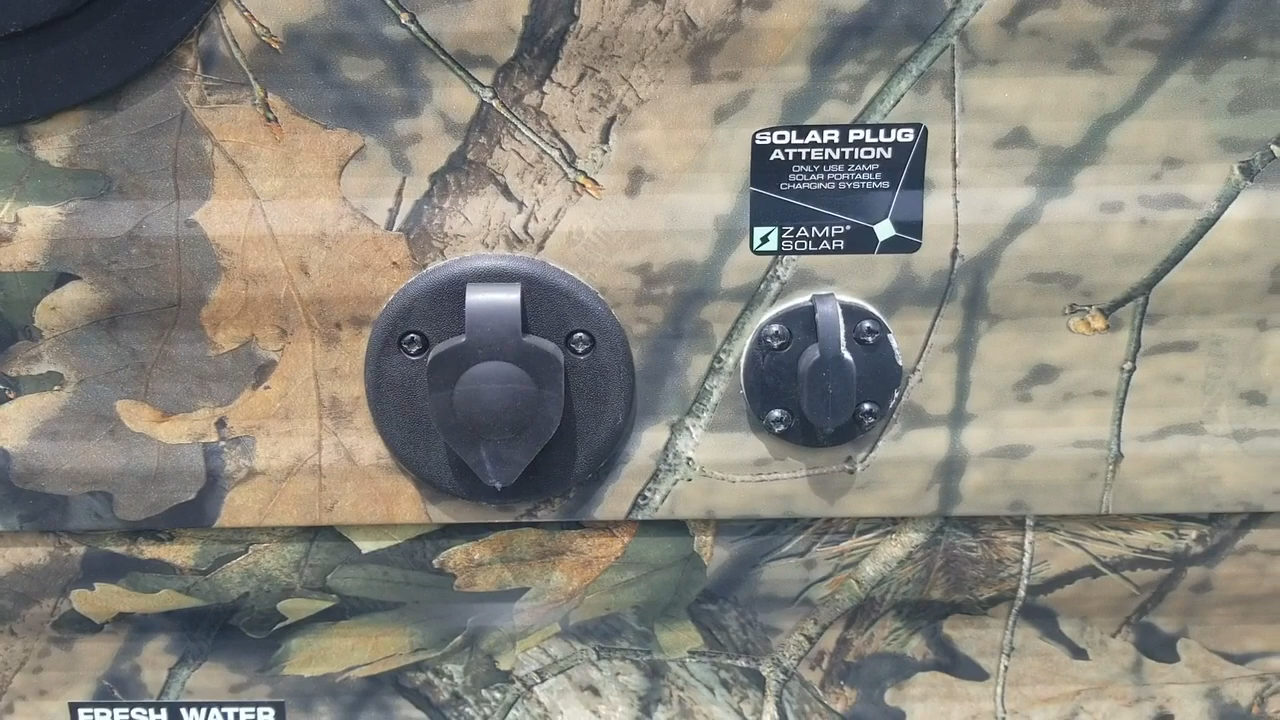 SOLAR PLUG
ATTENTION
ONLY USE ZAMP
SOLAR PORTABLE
CHARGING SYSTEMS
ZAMP®
SOLAR
FRESH WATER